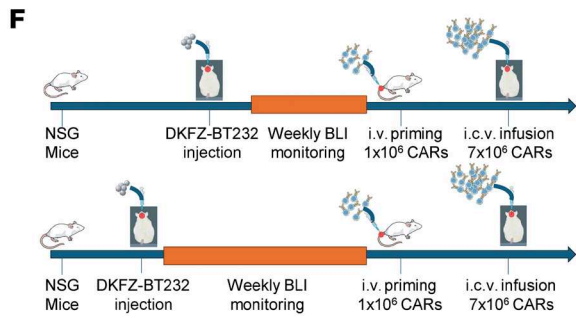 F
NSG Mice
DKFZ-BT232 injection
Weekly BLI monitoring
i.v. priming 1x10⁶ CARs
i.c.v. infusion 7x10⁶ CARs
NSG Mice
DKFZ-BT232 injection
Weekly BLI monitoring
i.v. priming 1x10⁶ CARs
i.c.v. infusion 7x10⁶ CARs